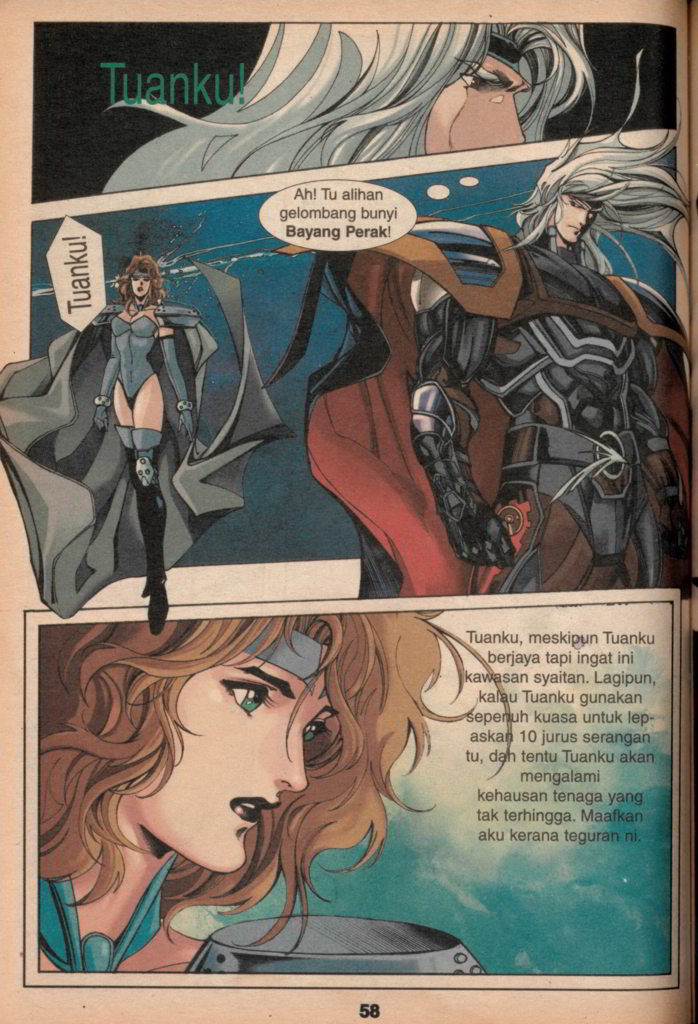 Tuanku!
Ah! Tu alihan
gelombang bunyi
Bayang Perak!
Tuanku!
Tuanku, meskipun Tuanku
berjaya tapi ingat ini
kawasan syaitan. Lagipun,
kalau Tuanku gunakan
sepenuh kuasa untuk lep-
askan 10 jurus serangan
tu, dah tentu Tuanku akan
mengalami
kehausan tenaga yang
tak terhingga. Maafkan
aku kerana teguran ni.
58